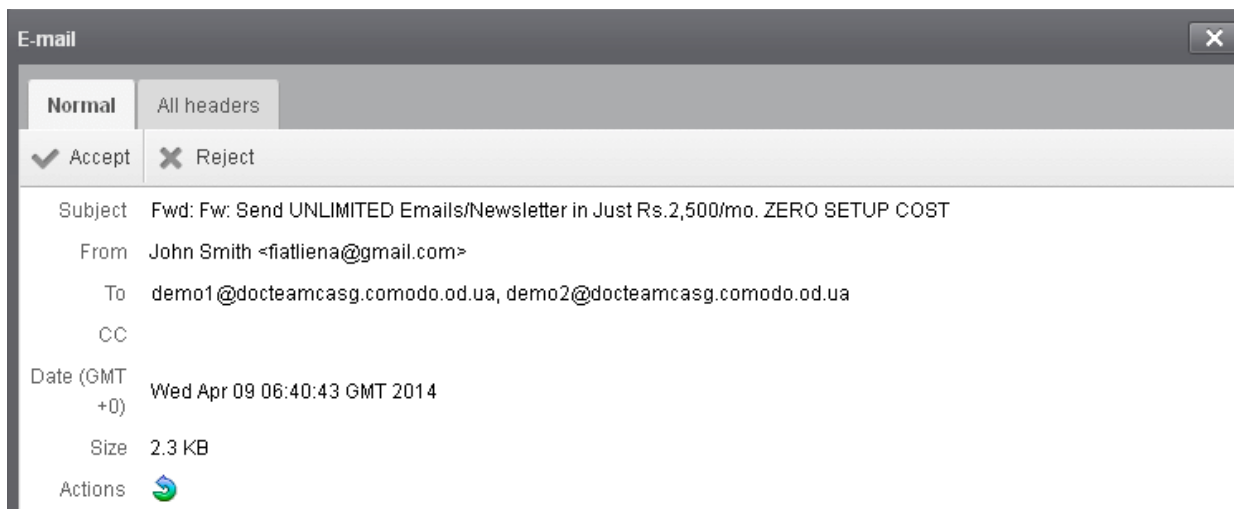 E-mail
Normal All headers
Accept Reject
Subject Fwd: Fw: Send UNLIMITED Emails/Newsletter in Just Rs.2,500/mo. ZERO SETUP COST
From John Smith <fiatliena@gmail.com>
To demo1@docteamcasg.comodo.od.ua, demo2@docteamcasg.comodo.od.ua
CC
Date (GMT
+0) Wed Apr 09 06:40:43 GMT 2014
Size 2.3 KB
Actions